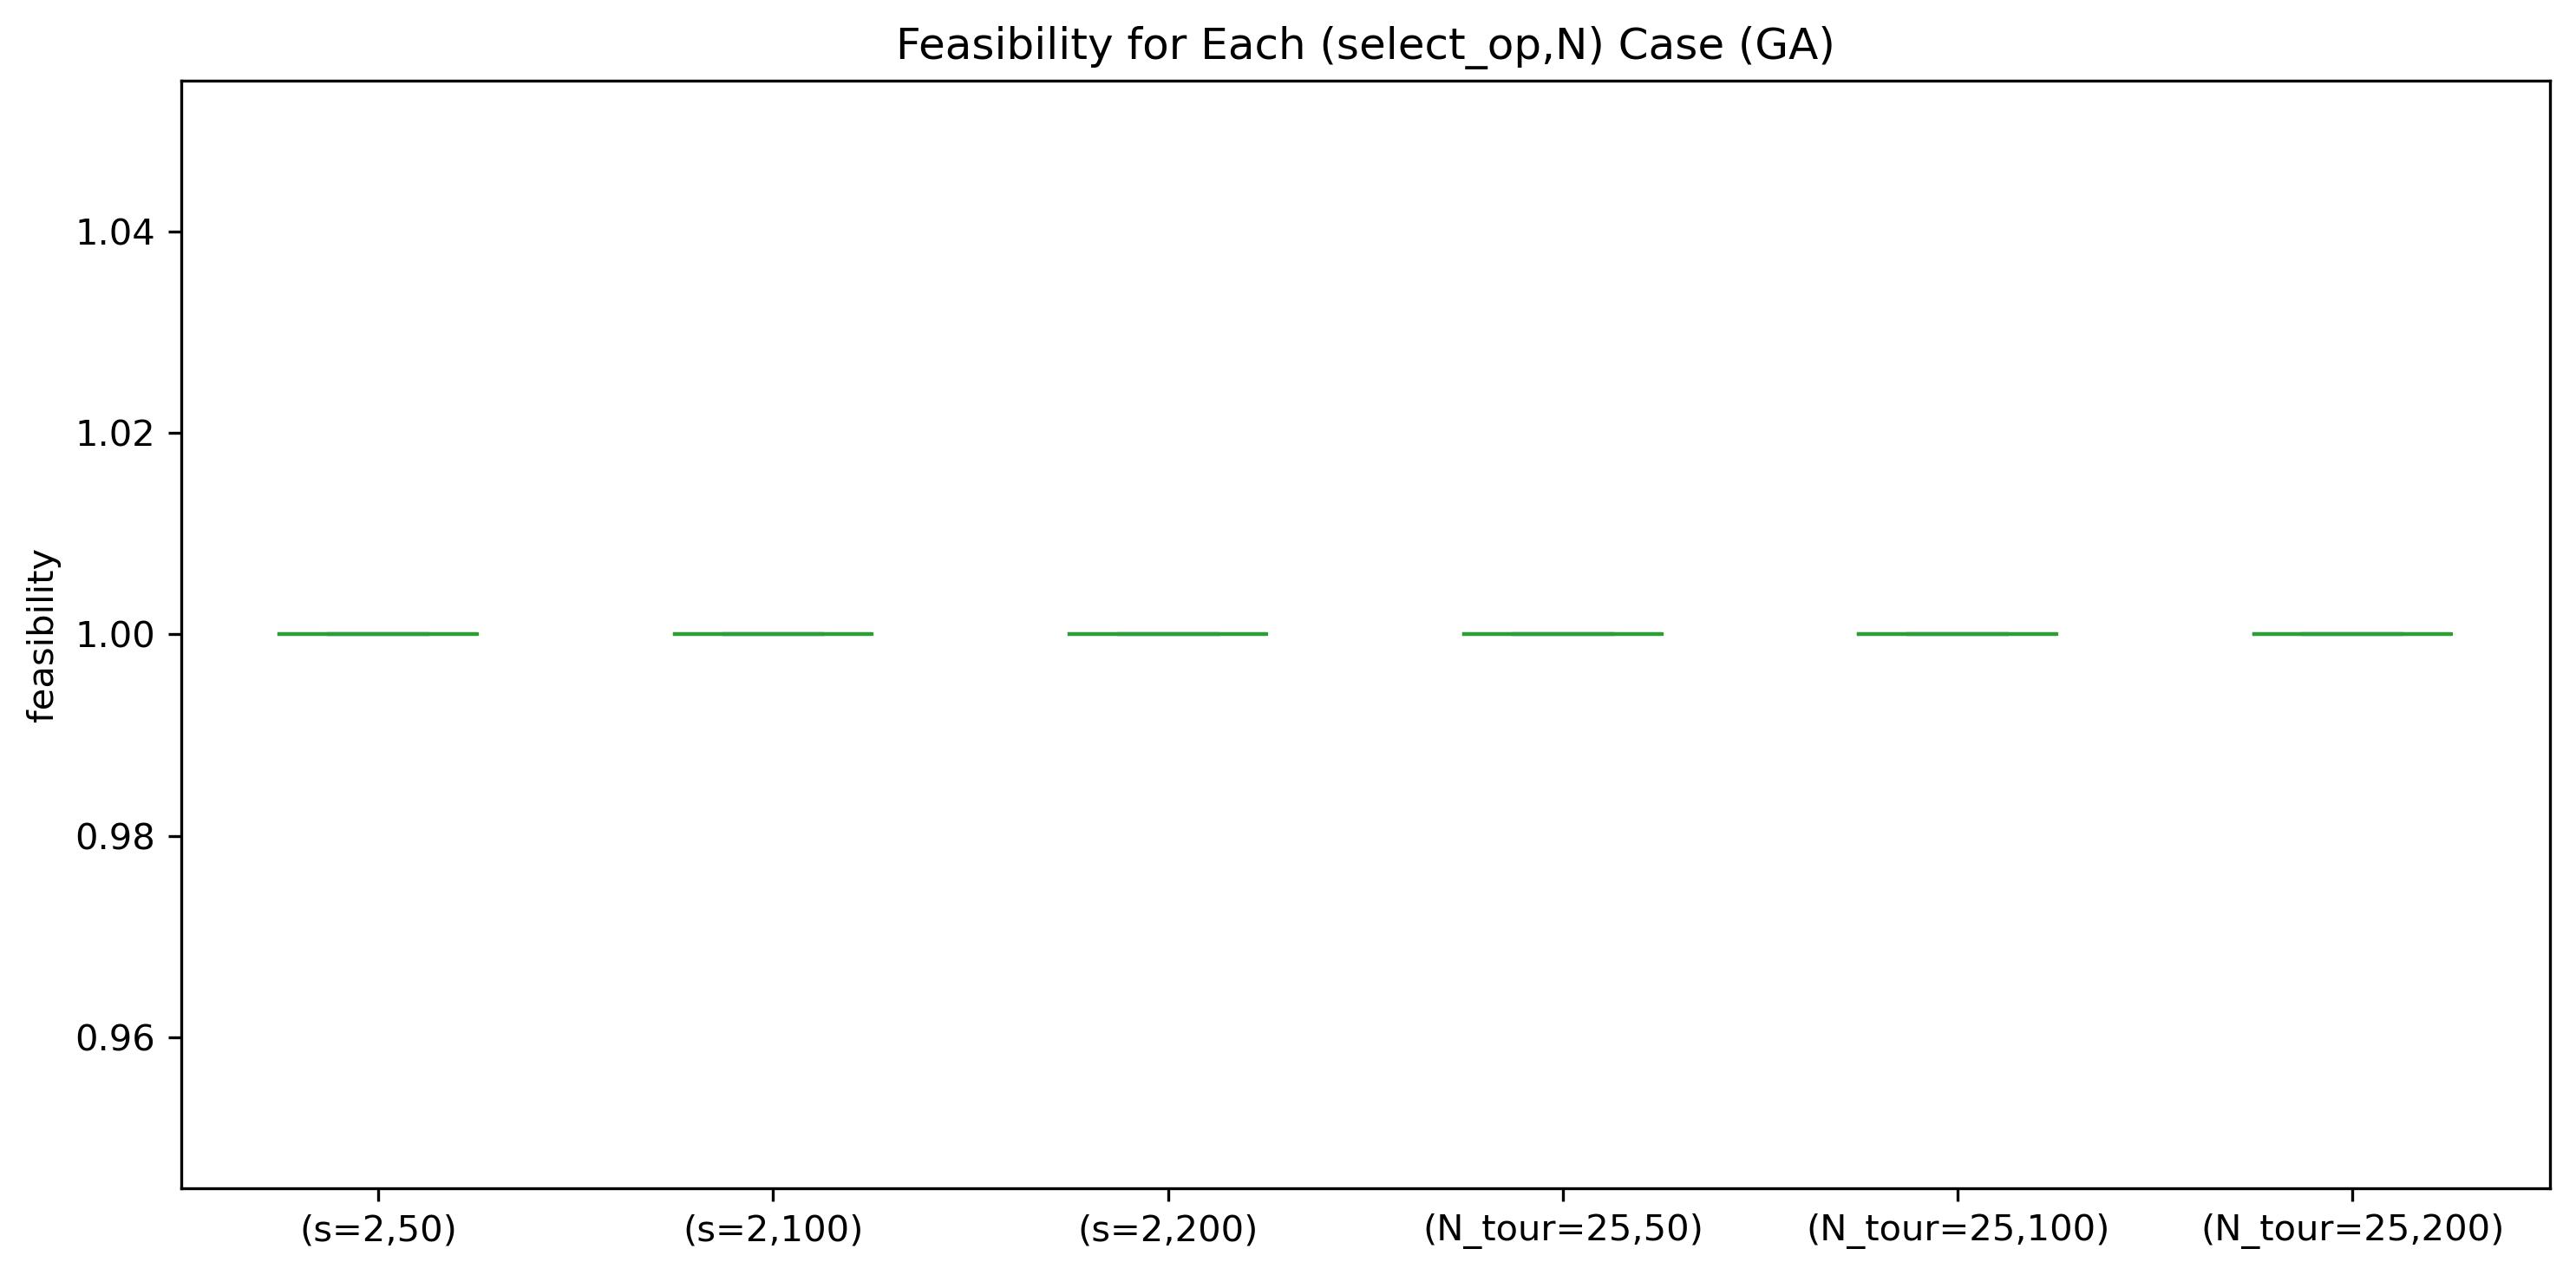 Feasibility for Each (select_op,N) Case (GA)
feasibility
1.04
1.02
1.00
0.98
0.96
(s=2,50)
(s=2,100)
(s=2,200)
(N_tour=25,50)
(N_tour=25,100)
(N_tour=25,200)